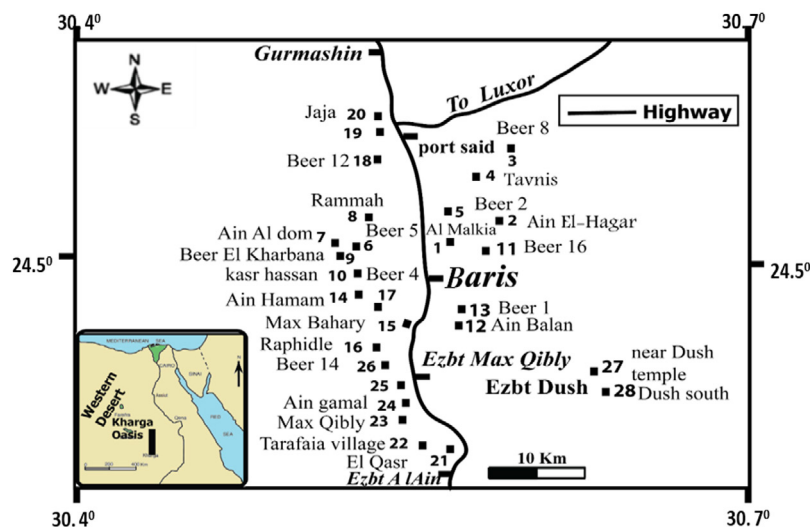 30.4⁰
30.7⁰
N
W E
S
Gurmashin
To Luxor
Highway
Jaja 20
19
port said
Beer 8
3
Beer 12 18
4
Tavnis
Rammah
8
5 Beer 2
2 Ain El-Hagar
Ain Al dom 7
6
Beer 5
Al Malkia
1
11 Beer 16
Beer El Kharbana 9
24.5⁰
24.5⁰
kasr hassan 10
Beer 4
Baris
Ain Hamam 14
17
13 Beer 1
Max Bahary 15
12 Ain Balan
Raphidle 16
Ezbt Max Qibly
27 near Dush
temple
Beer 14 26
Ezbt Dush
28 Dush south
25
Ain gamal 24
Max Qibly 23
Tarafaia village 22
El Qasr 21
Ezbt A lAin
10 Km
MEDITERRANEAN SEA
CAIRO
SINAI
N
Western
Desert
Kharga
Oasis
RED
SEA
400 Km
30.4⁰
30.7⁰